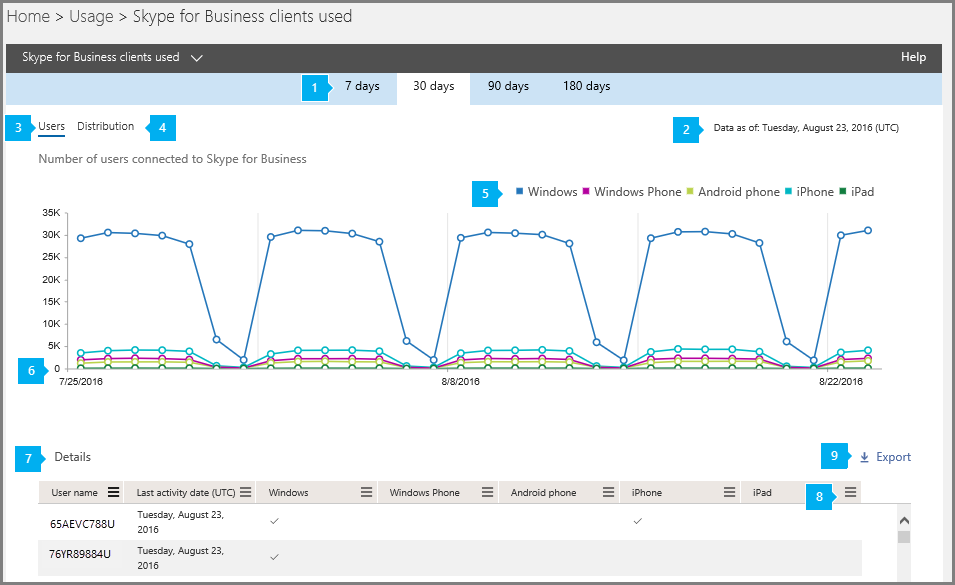 Home > Usage > Skype for Business clients used
Skype for Business clients used
Help
1
7 days
30 days
90 days
180 days
3
Users
Distribution
4
2
Data as of: Tuesday, August 23, 2016 (UTC)
Number of users connected to Skype for Business
5
Windows
Windows Phone
Android phone
iPhone
iPad
35K
30K
25K
20K
15K
10K
5K
0
6
7/25/2016
8/8/2016
8/22/2016
7
Details
9
Export
User name
Last activity date (UTC)
Windows
Windows Phone
Android phone
iPhone
iPad
8
65AEVC788U
Tuesday, August 23,
2016
76YR89884U
Tuesday, August 23,
2016